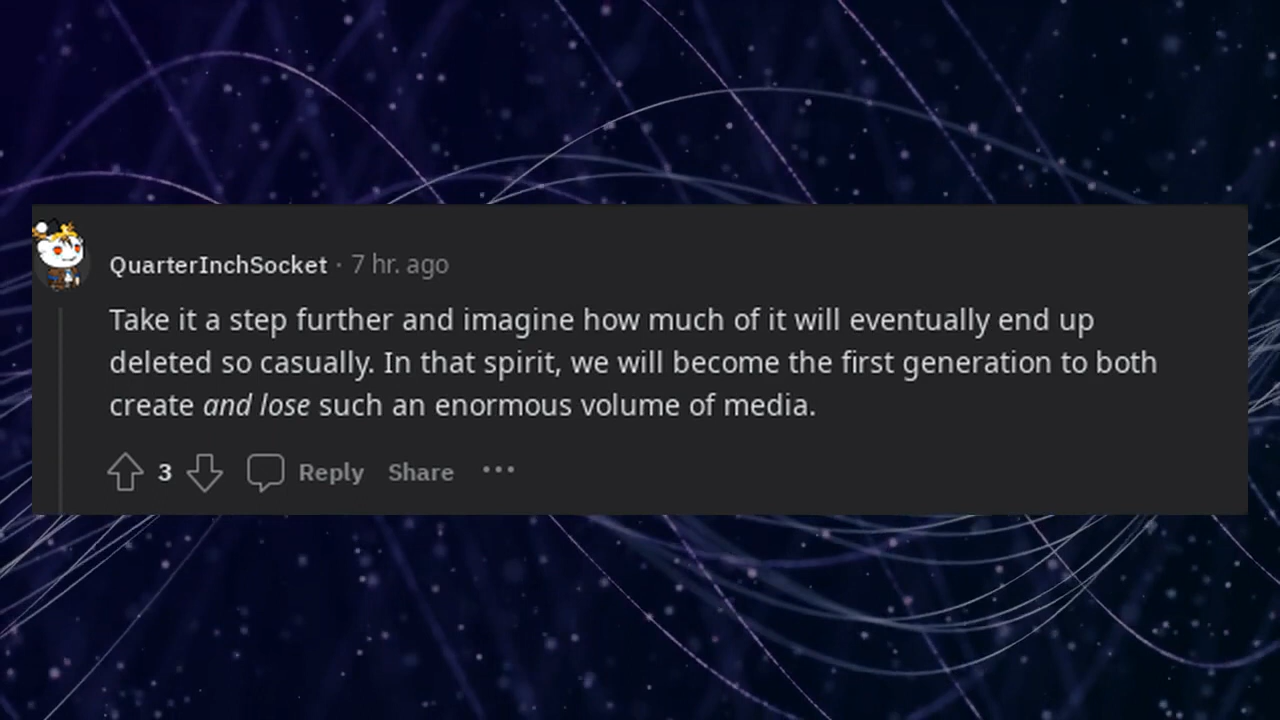 QuarterInchSocket · 7 hr. ago
Take it a step further and imagine how much of it will eventually end up
deleted so casually. In that spirit, we will become the first generation to both
create and lose such an enormous volume of media.
3 Reply Share ···